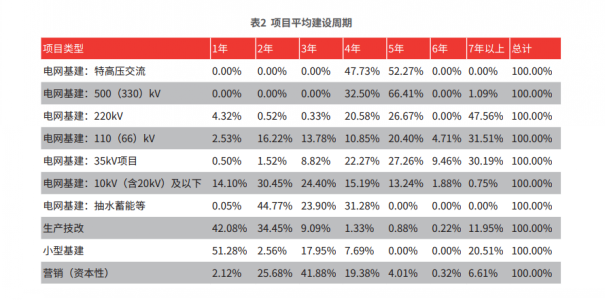 表2 项目平均建设周期
项目类型 1年 2年 3年 4年 5年 6年 7年以上 总计
电网基建：特高压交流 0.00% 0.00% 0.00% 47.73% 52.27% 0.00% 0.00% 100.00%
电网基建：500（330）kV 0.00% 0.00% 0.00% 32.50% 66.41% 0.00% 1.09% 100.00%
电网基建：220kV 4.32% 0.52% 0.33% 20.58% 26.67% 0.00% 47.56% 100.00%
电网基建：110（66）kV 2.53% 16.22% 13.78% 10.85% 20.40% 4.71% 31.51% 100.00%
电网基建：35kV项目 0.50% 1.52% 8.82% 22.27% 27.26% 9.46% 30.19% 100.00%
电网基建：10kV（含20kV）及以下 14.10% 30.45% 24.40% 15.19% 13.24% 1.88% 0.75% 100.00%
电网基建：抽水蓄能等 0.05% 44.77% 23.90% 31.28% 0.00% 0.00% 0.00% 100.00%
生产技改 42.08% 34.45% 9.09% 1.33% 0.88% 0.22% 11.95% 100.00%
小型基建 51.28% 2.56% 17.95% 7.69% 0.00% 0.00% 20.51% 100.00%
营销（资本性） 2.12% 25.68% 41.88% 19.38% 4.01% 0.32% 6.61% 100.00%